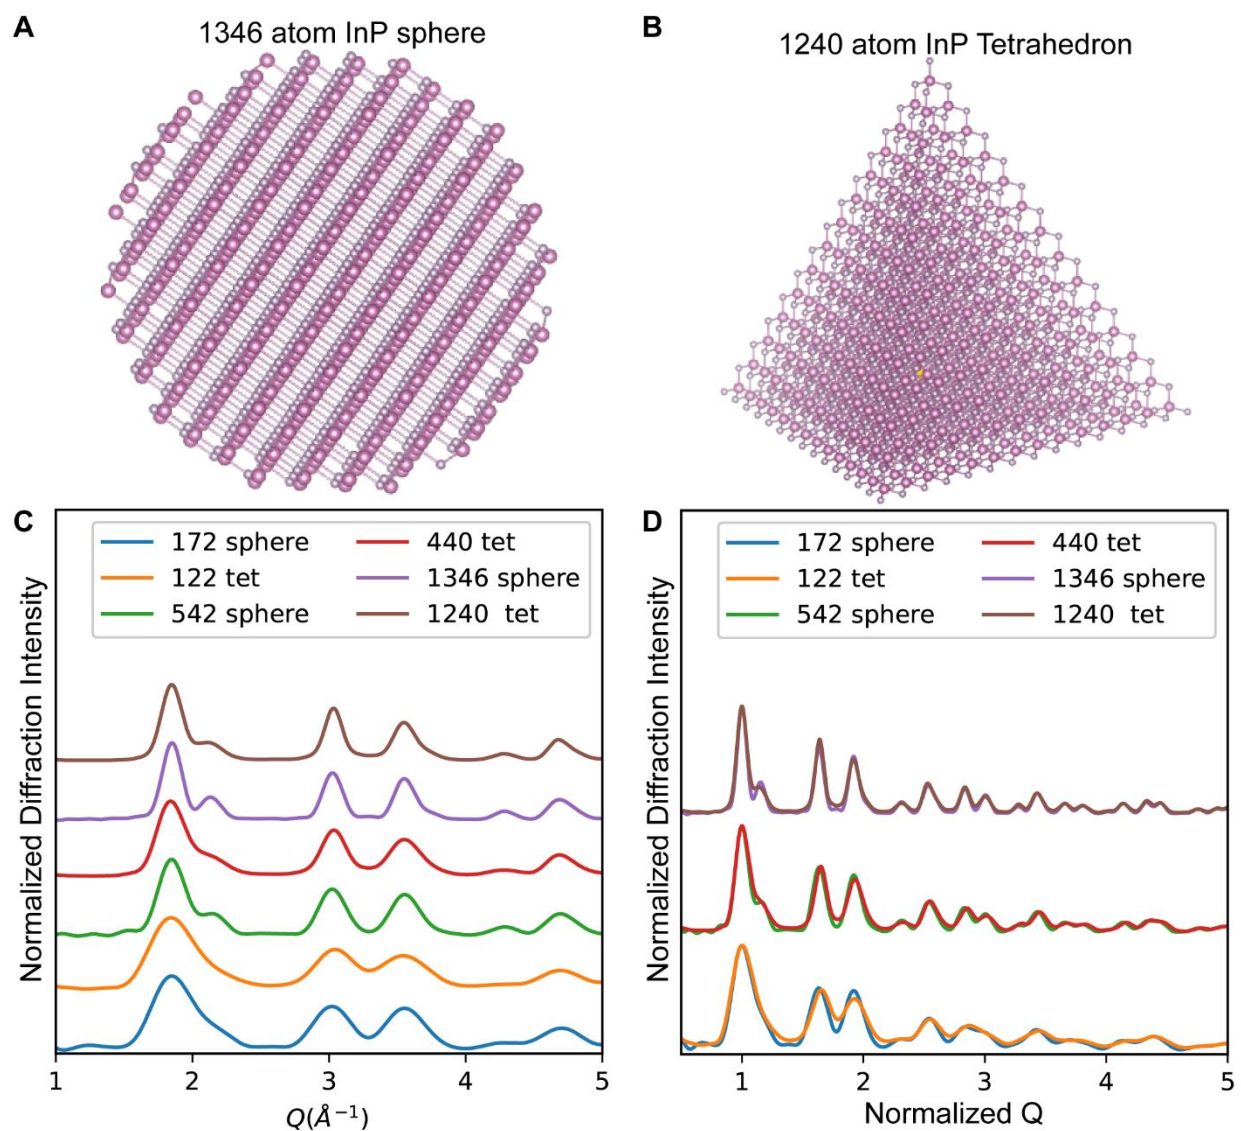 A
1346 atom InP sphere
B
1240 atom InP Tetrahedron
C
Normalized Diffraction Intensity
172 sphere
122 tet
542 sphere
440 tet
1346 sphere
1240 tet
1 2 3 4 5
Q(Å⁻¹)
D
Normalized Diffraction Intensity
172 sphere
122 tet
542 sphere
440 tet
1346 sphere
1240 tet
1 2 3 4 5
Normalized Q